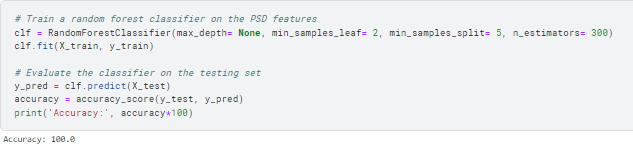 # Train a random forest classifier on the PSD features
clf = RandomForestClassifier(max_depth= None, min_samples_leaf= 2, min_samples_split= 5, n_estimators= 300)
clf.fit(X_train, y_train)
# Evaluate the classifier on the testing set
y_pred = clf.predict(X_test)
accuracy = accuracy_score(y_test, y_pred)
print('Accuracy:', accuracy*100)
Accuracy: 100.0